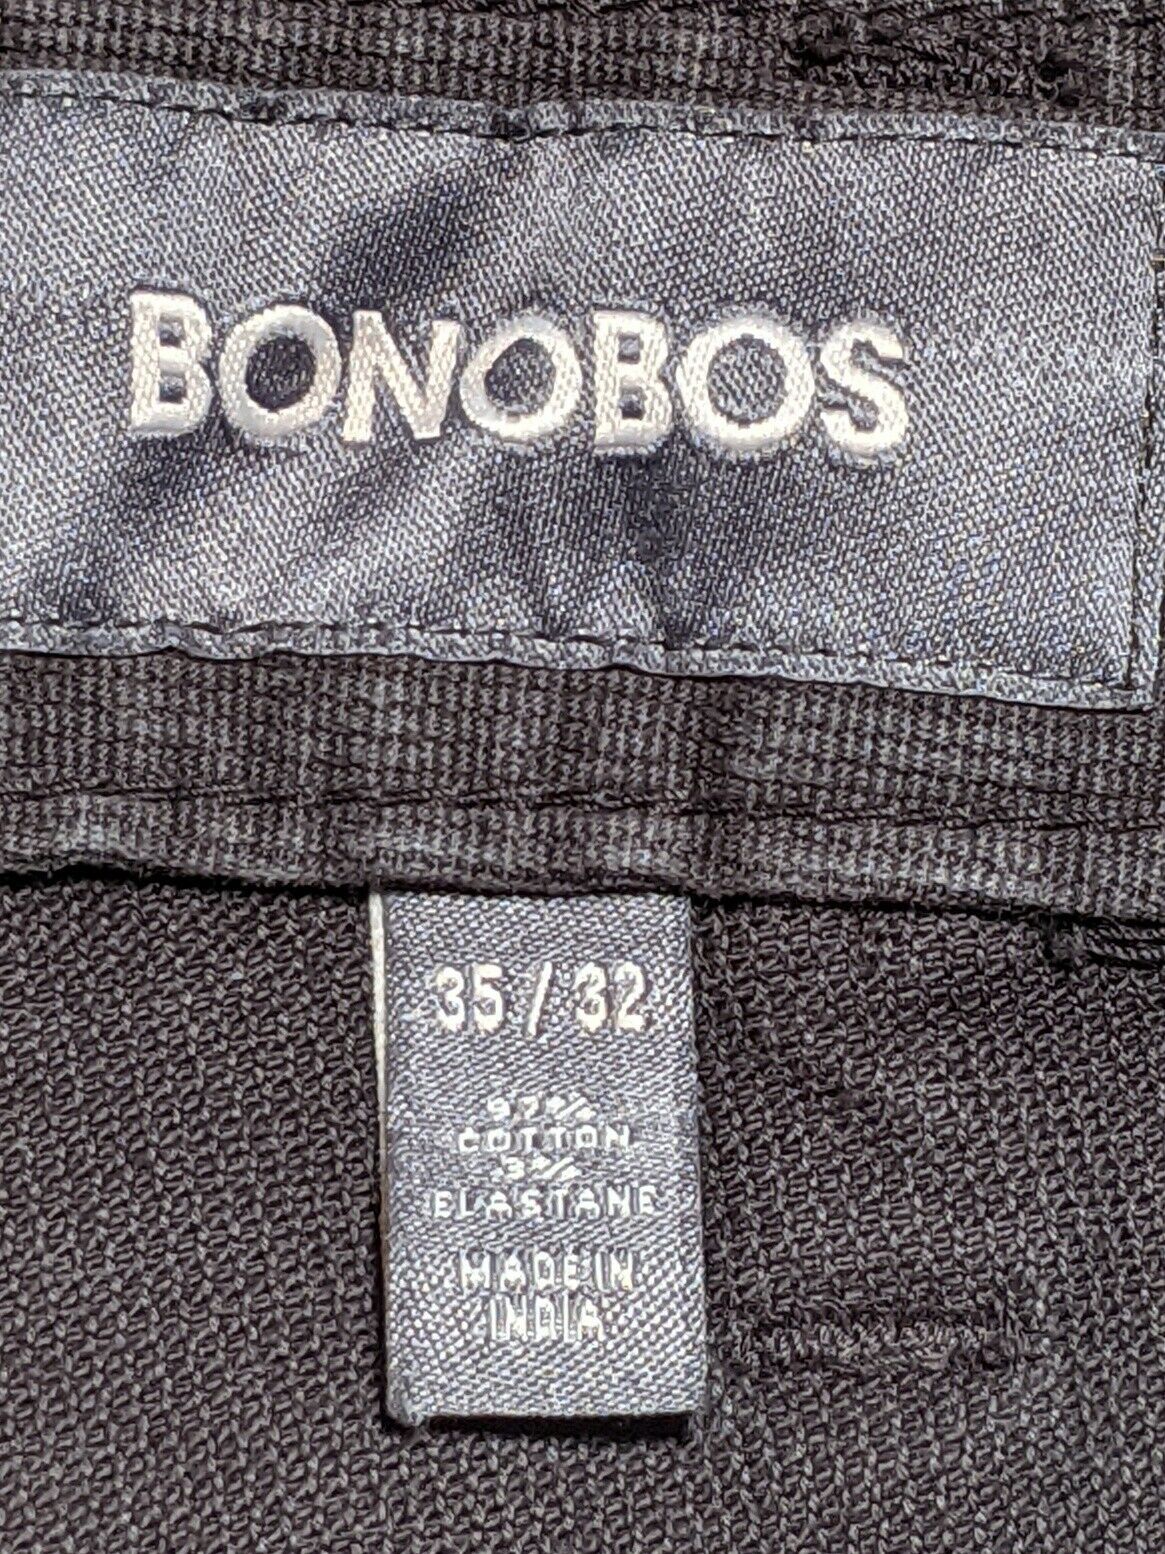 BONOBOS
35/32
97%
COTTON
3%
ELASTANE
MADE IN
INDIA